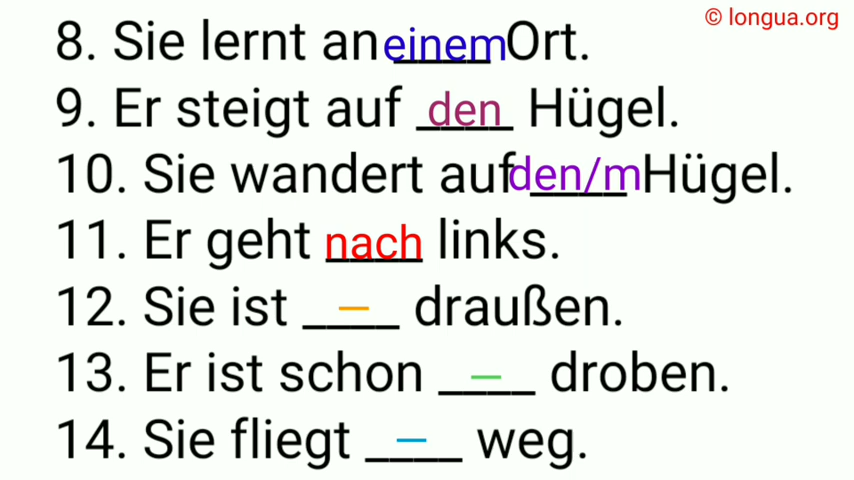 © longua.org
8. Sie lernt an einem Ort.
9. Er steigt auf den Hügel.
10. Sie wandert auf den/m Hügel.
11. Er geht nach links.
12. Sie ist – draußen.
13. Er ist schon – droben.
14. Sie fliegt – weg.